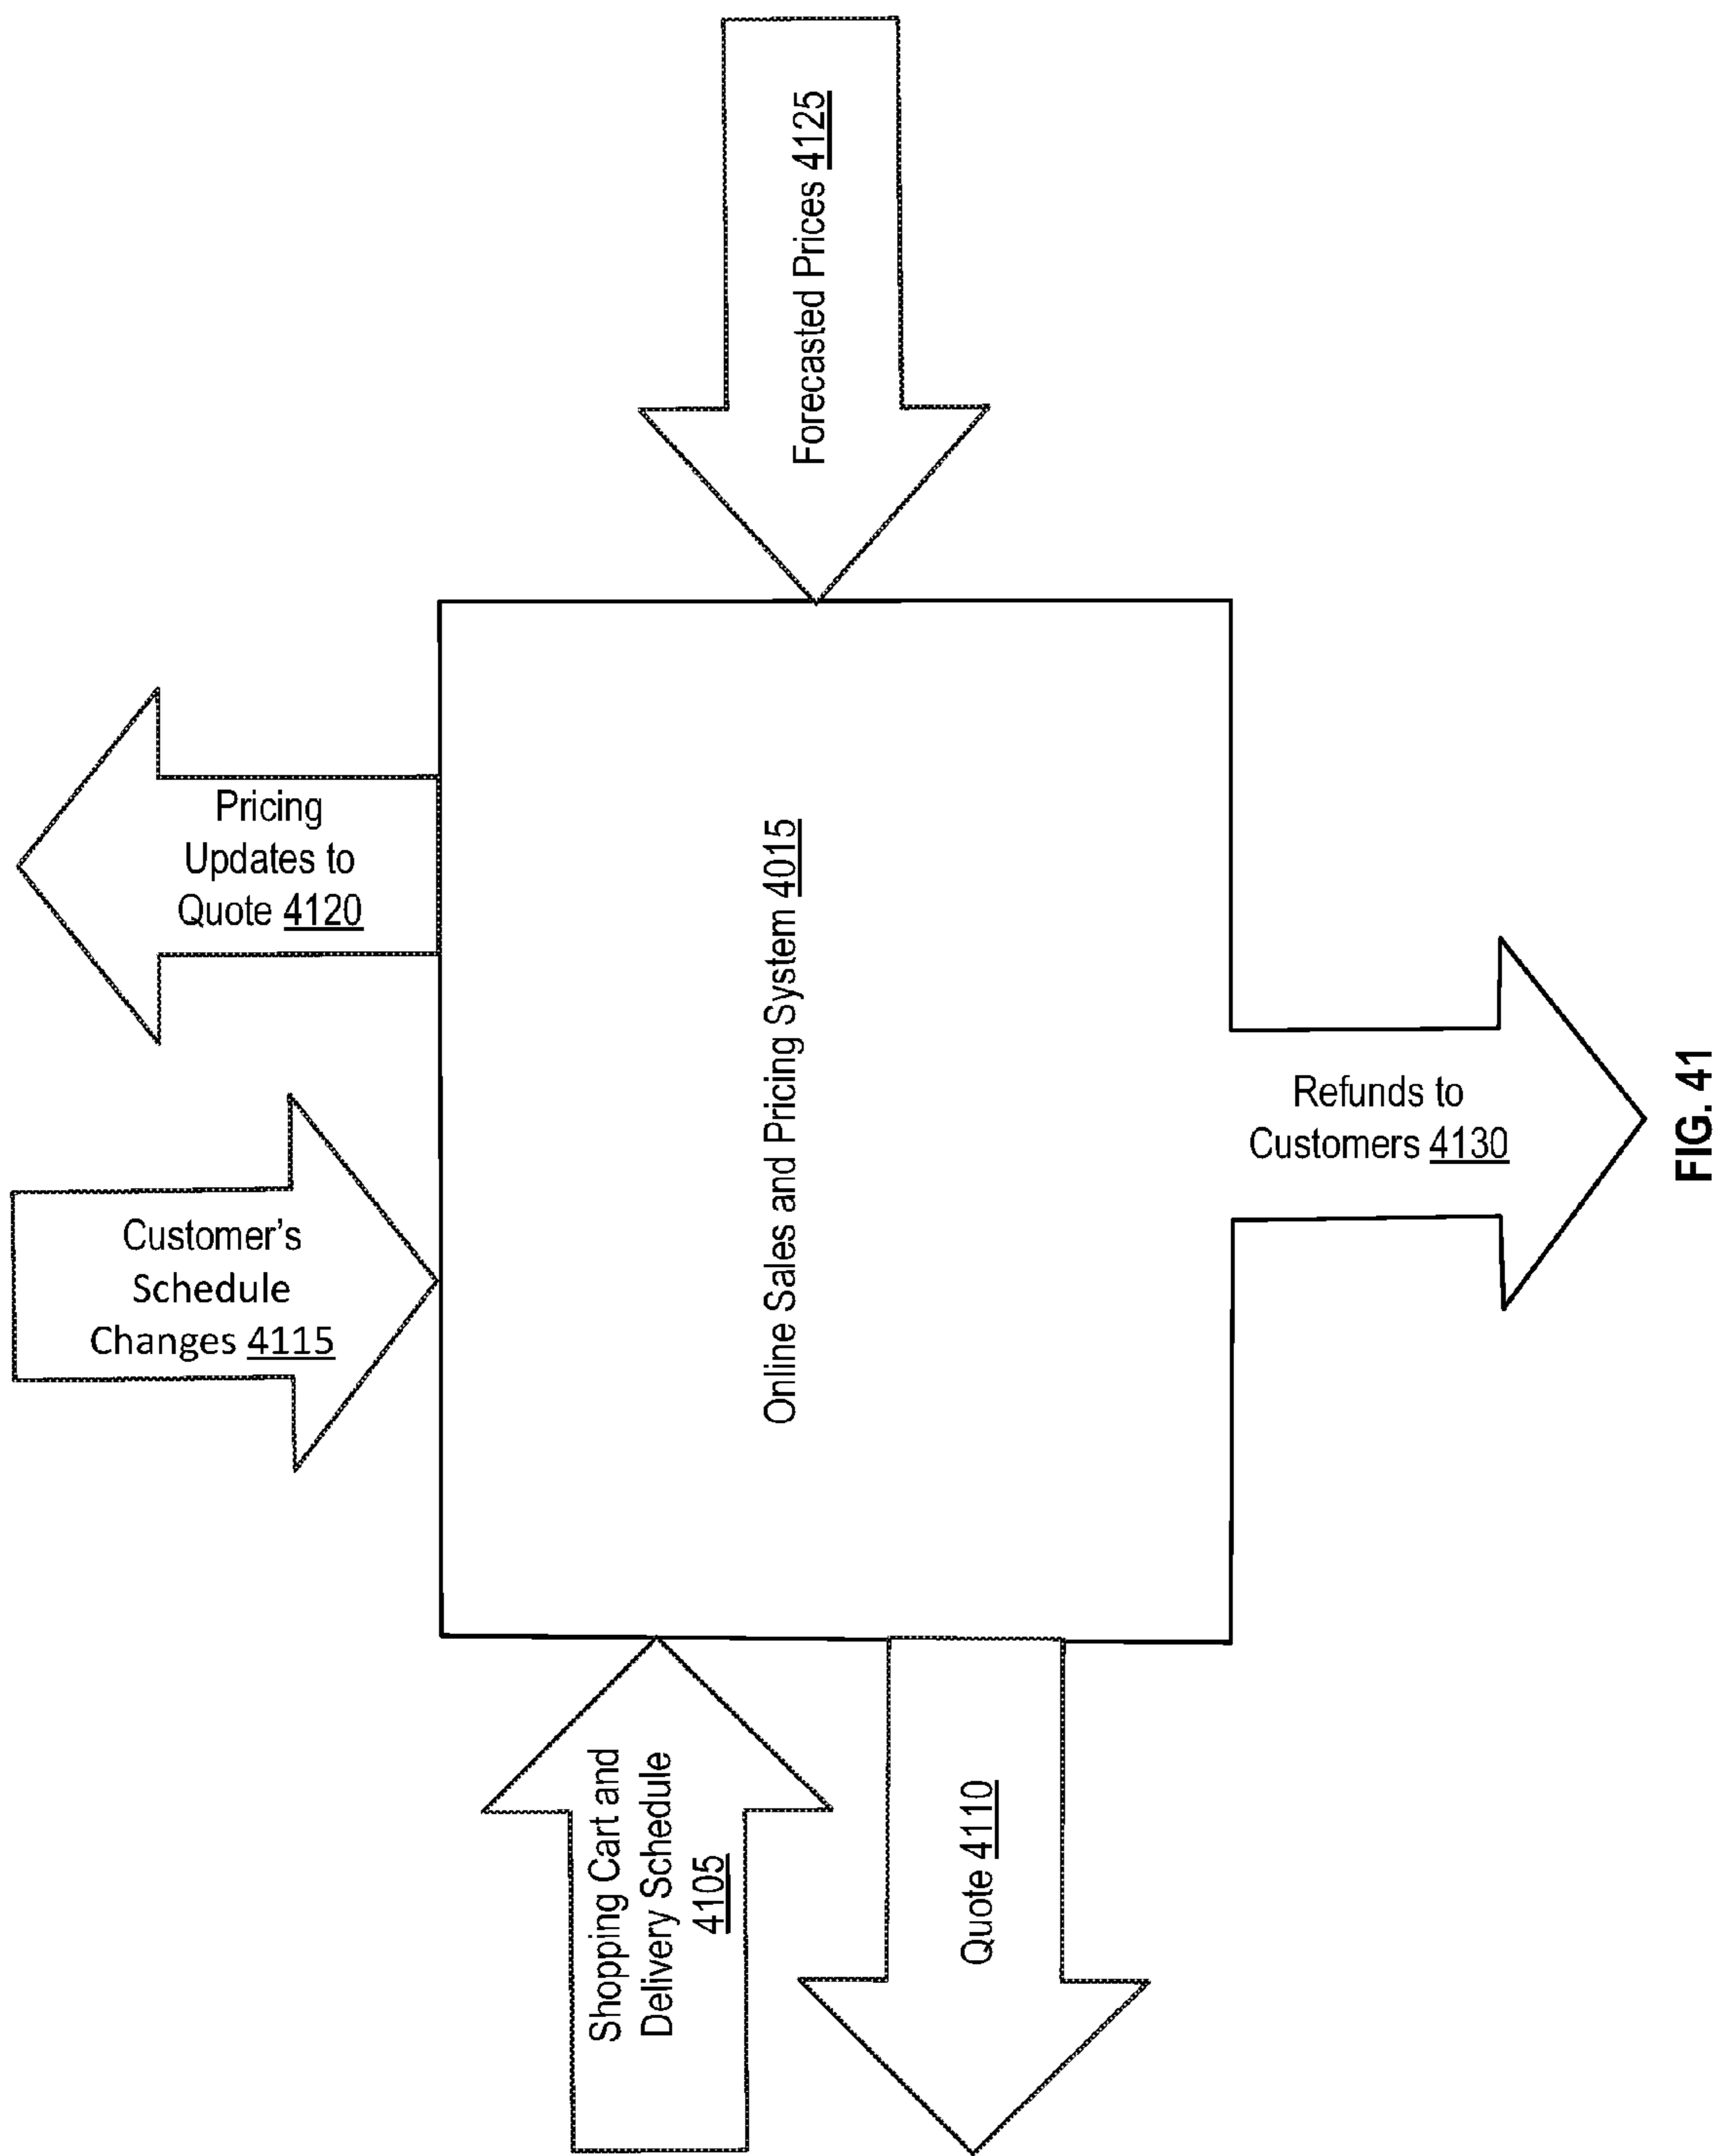 Pricing
Updates to
Quote 4120
Customer’s
Schedule
Changes 4115
Forecasted Prices 4125
Online Sales and Pricing System 4015
Shopping Cart and
Delivery Schedule
4105
Quote 4110
Refunds to
Customers 4130
FIG. 41